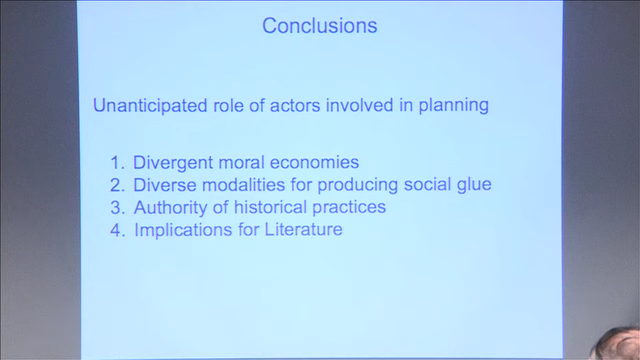 Conclusions
Unanticipated role of actors involved in planning
1. Divergent moral economies
2. Diverse modalities for producing social glue
3. Authority of historical practices
4. Implications for Literature